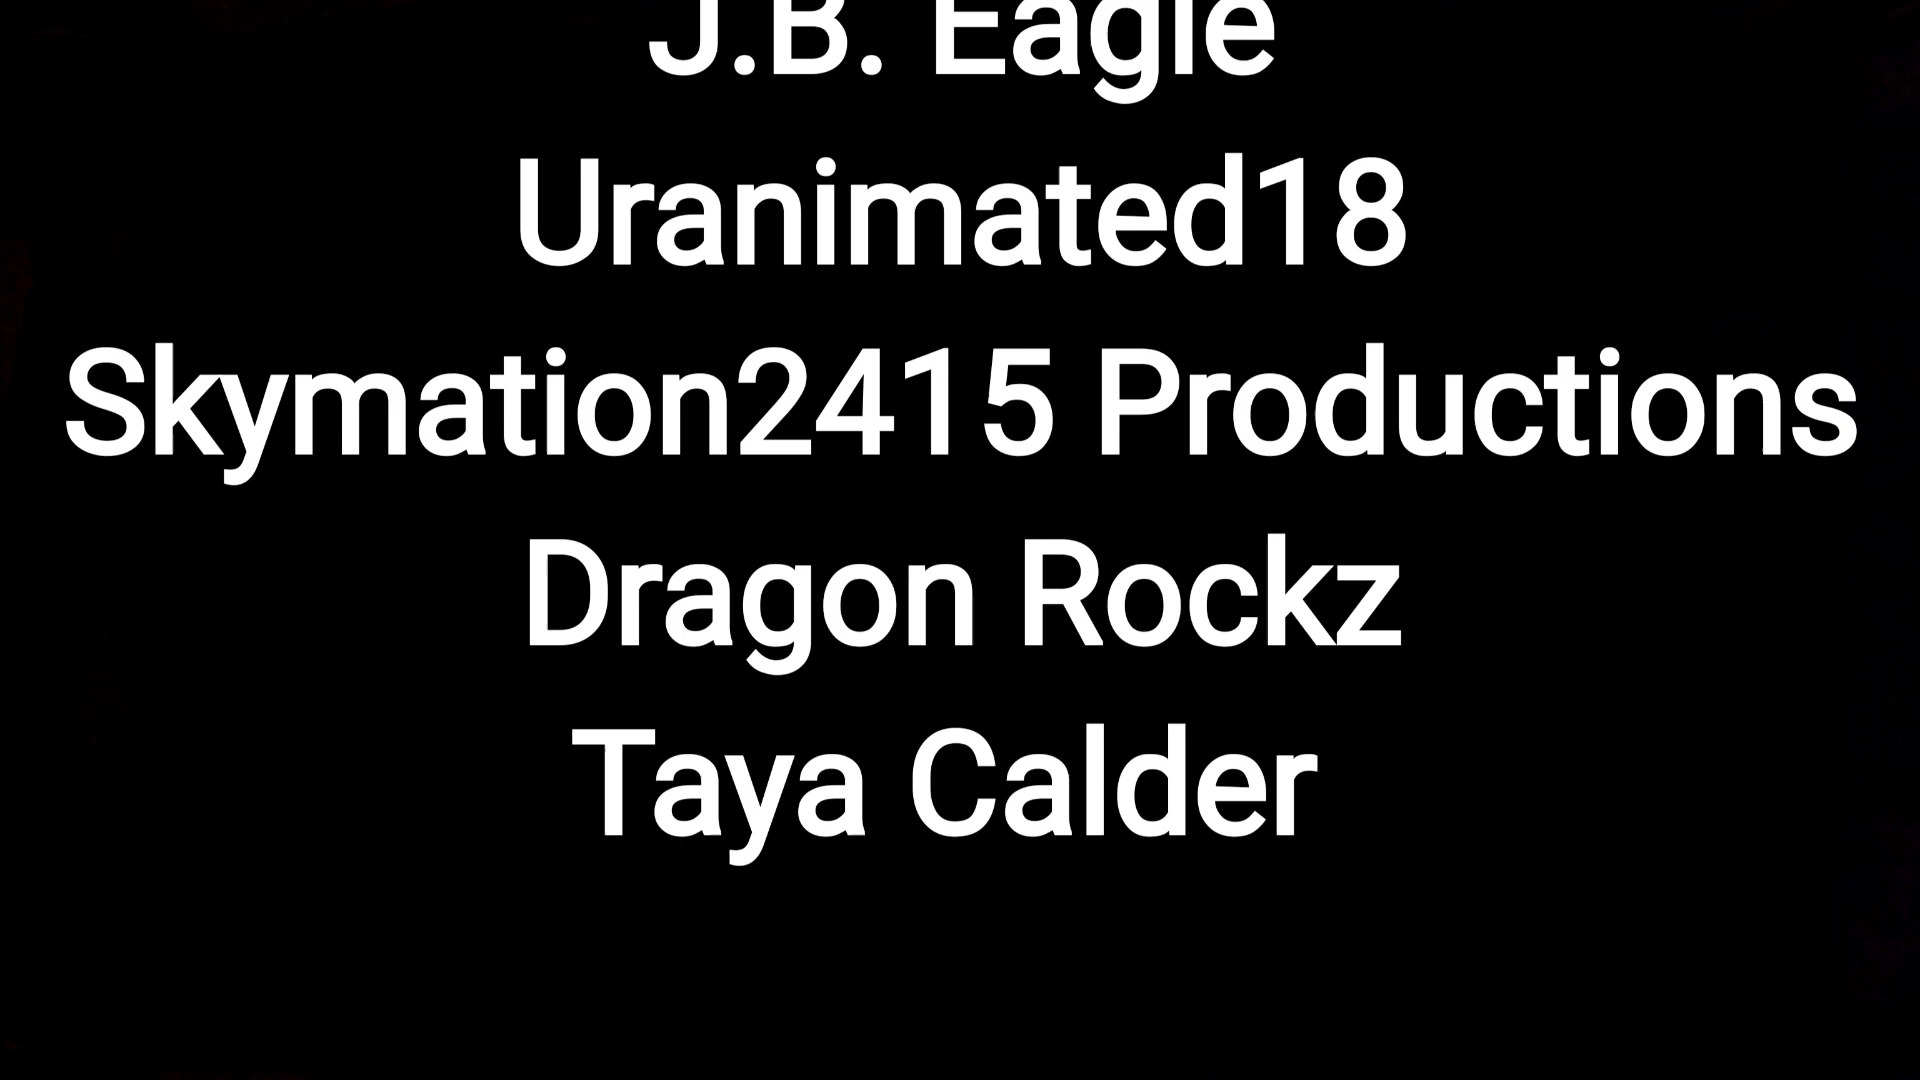 J.B. Eagle
Uranimated18
Skymation2415 Productions
Dragon Rockz
Taya Calder